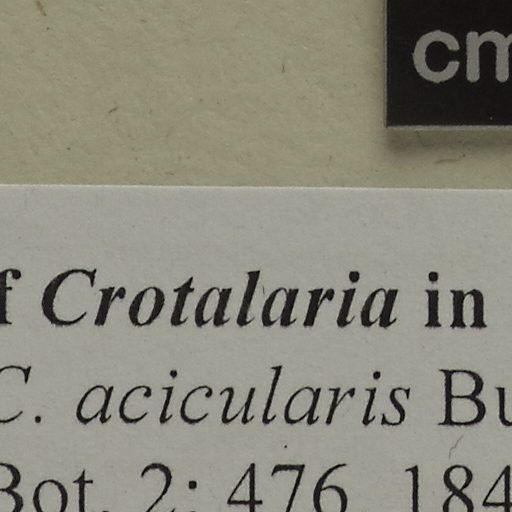 cm
f Crotalaria in
C. acicularis Bu
Bot. 2: 476. 184